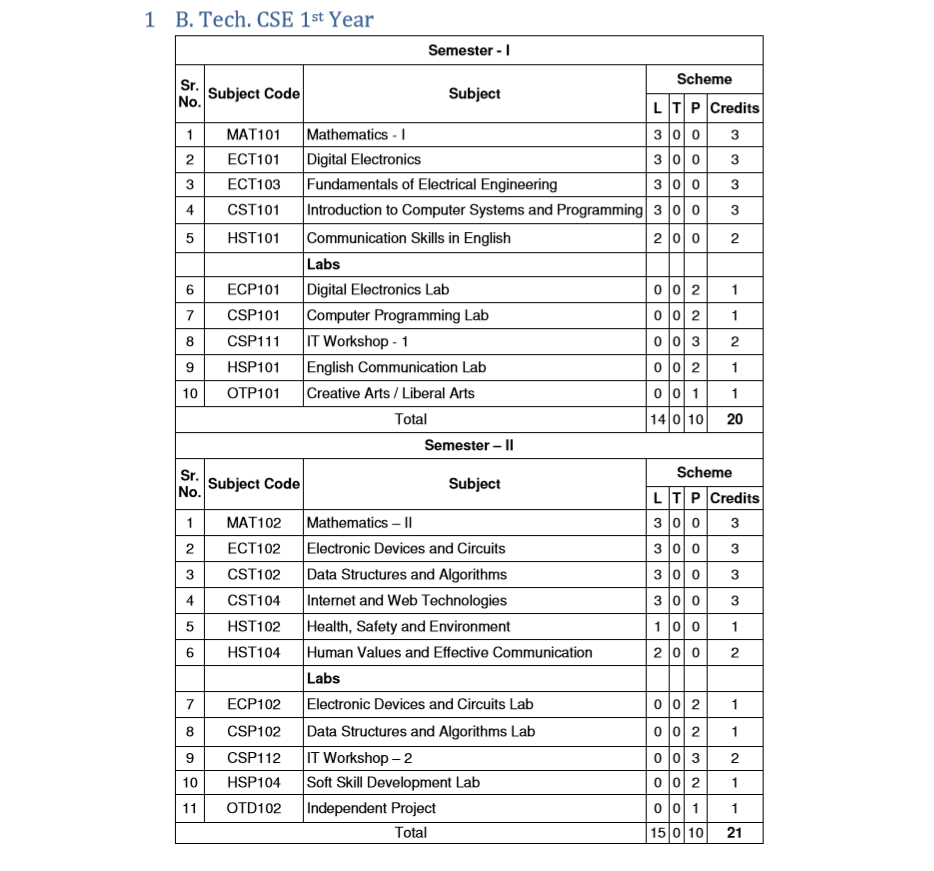 1 B. Tech. CSE 1st Year
Semester - I
Sr. No. Subject Code Subject Scheme
L T P Credits
1 MAT101 Mathematics - I 3 0 0 3
2 ECT101 Digital Electronics 3 0 0 3
3 ECT103 Fundamentals of Electrical Engineering 3 0 0 3
4 CST101 Introduction to Computer Systems and Programming 3 0 0 3
5 HST101 Communication Skills in English 2 0 0 2
Labs
6 ECP101 Digital Electronics Lab 0 0 2 1
7 CSP101 Computer Programming Lab 0 0 2 1
8 CSP111 IT Workshop - 1 0 0 3 2
9 HSP101 English Communication Lab 0 0 2 1
10 OTP101 Creative Arts / Liberal Arts 0 0 1 1
Total 14 0 10 20
Semester – II
Sr. No. Subject Code Subject Scheme
L T P Credits
1 MAT102 Mathematics – II 3 0 0 3
2 ECT102 Electronic Devices and Circuits 3 0 0 3
3 CST102 Data Structures and Algorithms 3 0 0 3
4 CST104 Internet and Web Technologies 3 0 0 3
5 HST102 Health, Safety and Environment 1 0 0 1
6 HST104 Human Values and Effective Communication 2 0 0 2
Labs
7 ECP102 Electronic Devices and Circuits Lab 0 0 2 1
8 CSP102 Data Structures and Algorithms Lab 0 0 2 1
9 CSP112 IT Workshop – 2 0 0 3 2
10 HSP104 Soft Skill Development Lab 0 0 2 1
11 OTD102 Independent Project 0 0 1 1
Total 15 0 10 21